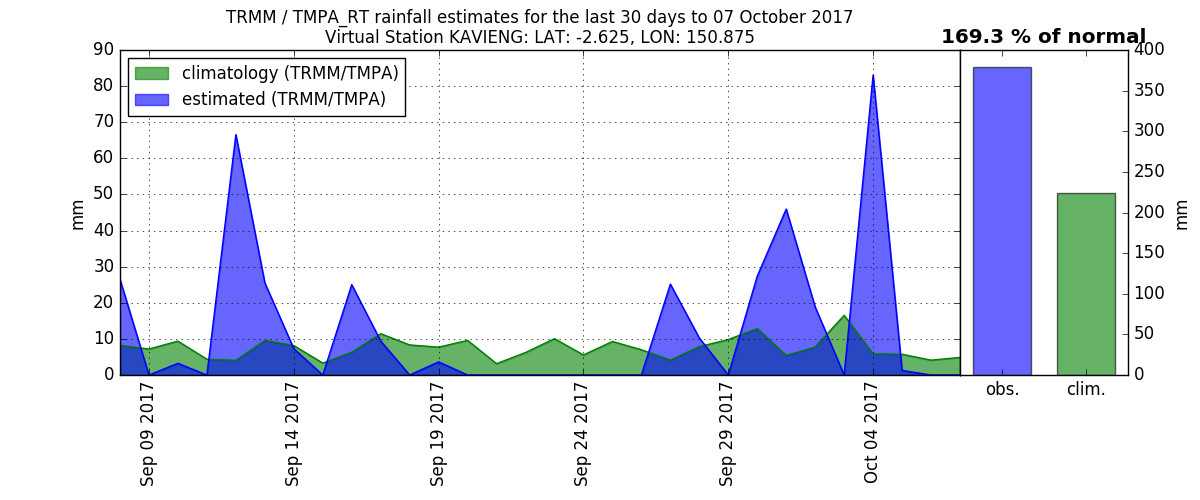 TRMM / TMPA_RT rainfall estimates for the last 30 days to 07 October 2017
Virtual Station KAVIENG: LAT: -2.625, LON: 150.875
169.3 % of normal
climatology (TRMM/TMPA)
estimated (TRMM/TMPA)
90
80
70
60
50
40
30
20
10
0
mm
Sep 09 2017
Sep 14 2017
Sep 19 2017
Sep 24 2017
Sep 29 2017
Oct 04 2017
obs.
clim.
400
350
300
250
200
150
100
50
0
mm